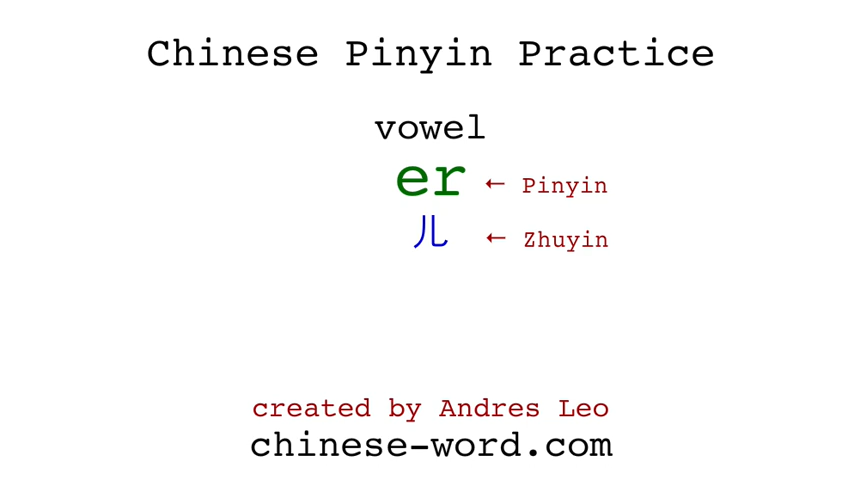 Chinese Pinyin Practice
vowel
er ← Pinyin
ㄦ ← Zhuyin
created by Andres Leo
chinese-word.com